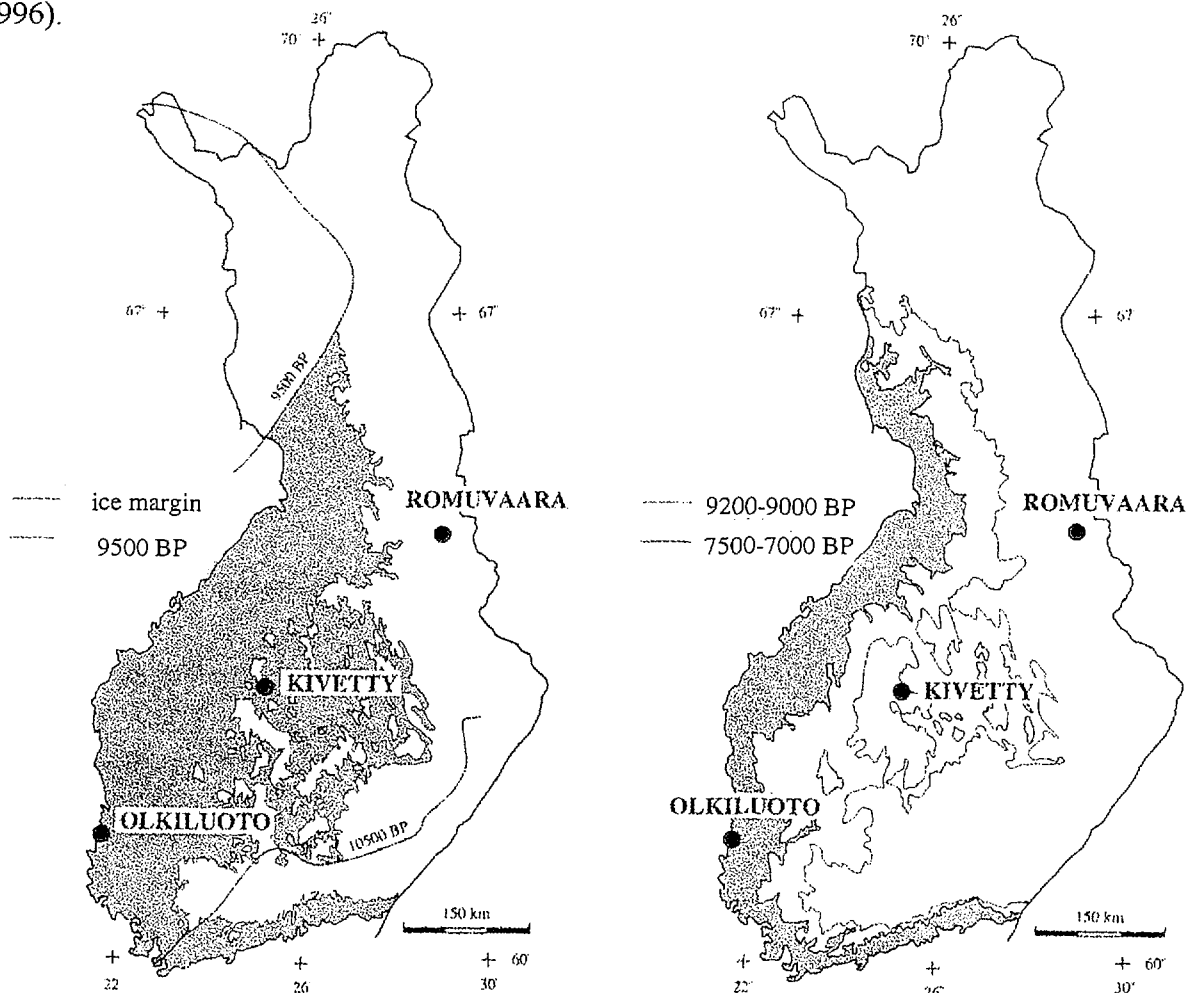 996).
26°
70°
67°
67°
9500 BP
ice margin
9500 BP
ROMUVAARA
KIVETTY
OLKILUOTO
10500 BP
150 km
60°
22
26
30°
26°
70°
67°
67
9200-9000 BP
7500-7000 BP
ROMUVAARA
KIVETTY
OLKILUOTO
150 km
60°
22°
26°
30°